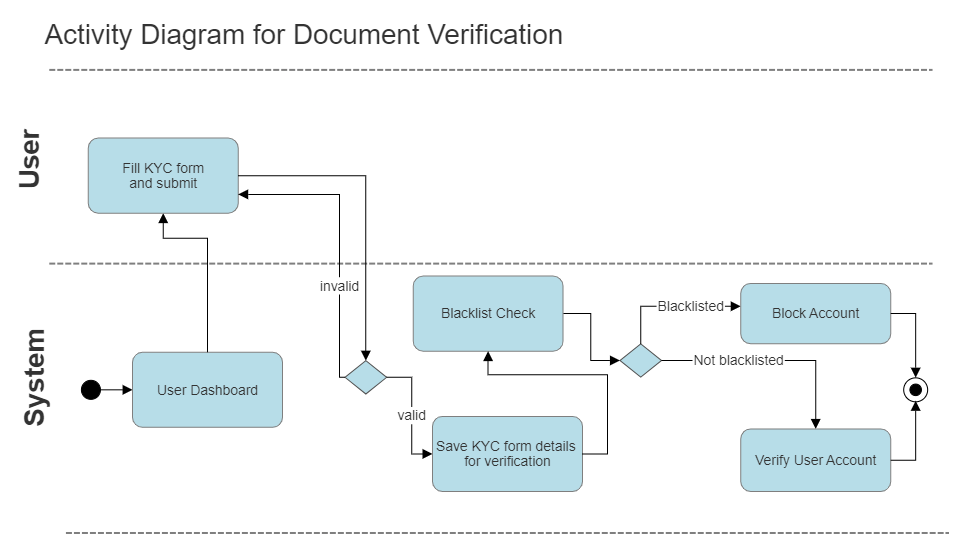 Activity Diagram for Document Verification
User
Fill KYC form
and submit
invalid
System
User Dashboard
valid
Save KYC form details
for verification
Blacklist Check
Blacklisted
Not blacklisted
Block Account
Verify User Account